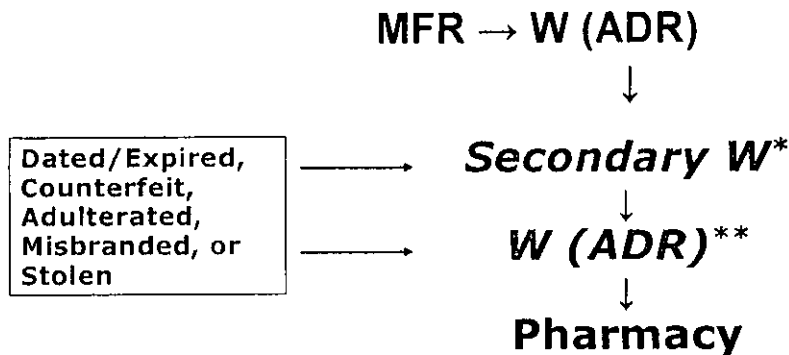 MFR → W (ADR)
↓
Dated/Expired,
Counterfeit,
Adulterated,
Misbranded, or
Stolen
→ Secondary W*
↓
→ W (ADR)**
↓
Pharmacy